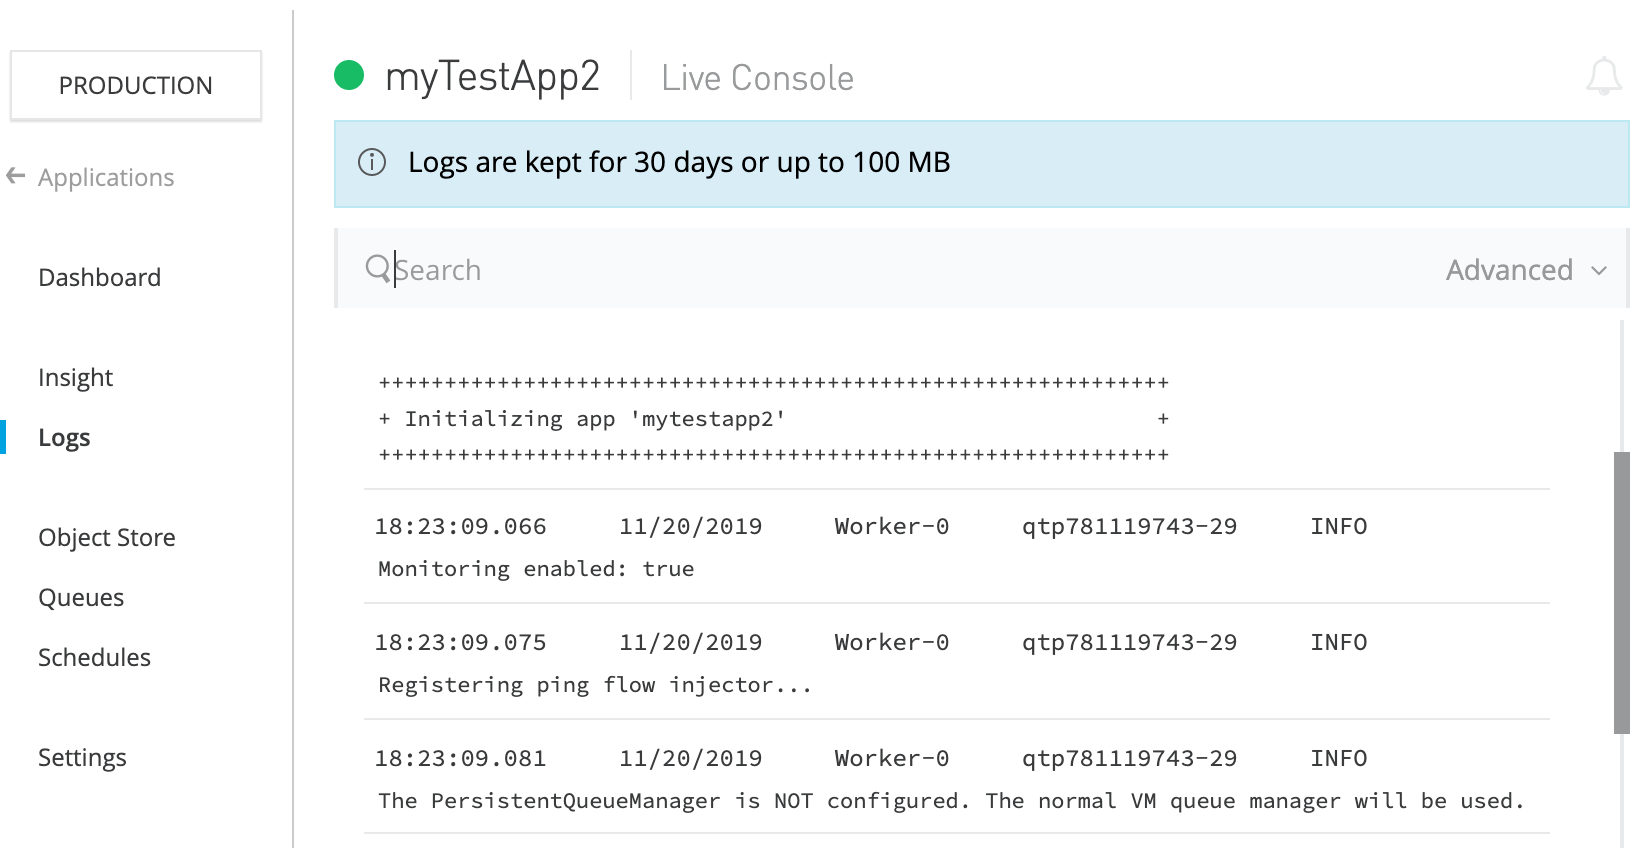 PRODUCTION
← Applications
Dashboard
Insight
Logs
Object Store
Queues
Schedules
Settings
myTestApp2 Live Console
Logs are kept for 30 days or up to 100 MB
Search Advanced
++++++++++++++++++++++++++++++++++++++++++++++++++++++++++++
+ Initializing app 'mytestapp2'                            +
++++++++++++++++++++++++++++++++++++++++++++++++++++++++++++
18:23:09.066 11/20/2019 Worker-0 qtp781119743-29 INFO
Monitoring enabled: true
18:23:09.075 11/20/2019 Worker-0 qtp781119743-29 INFO
Registering ping flow injector...
18:23:09.081 11/20/2019 Worker-0 qtp781119743-29 INFO
The PersistentQueueManager is NOT configured. The normal VM queue manager will be used.